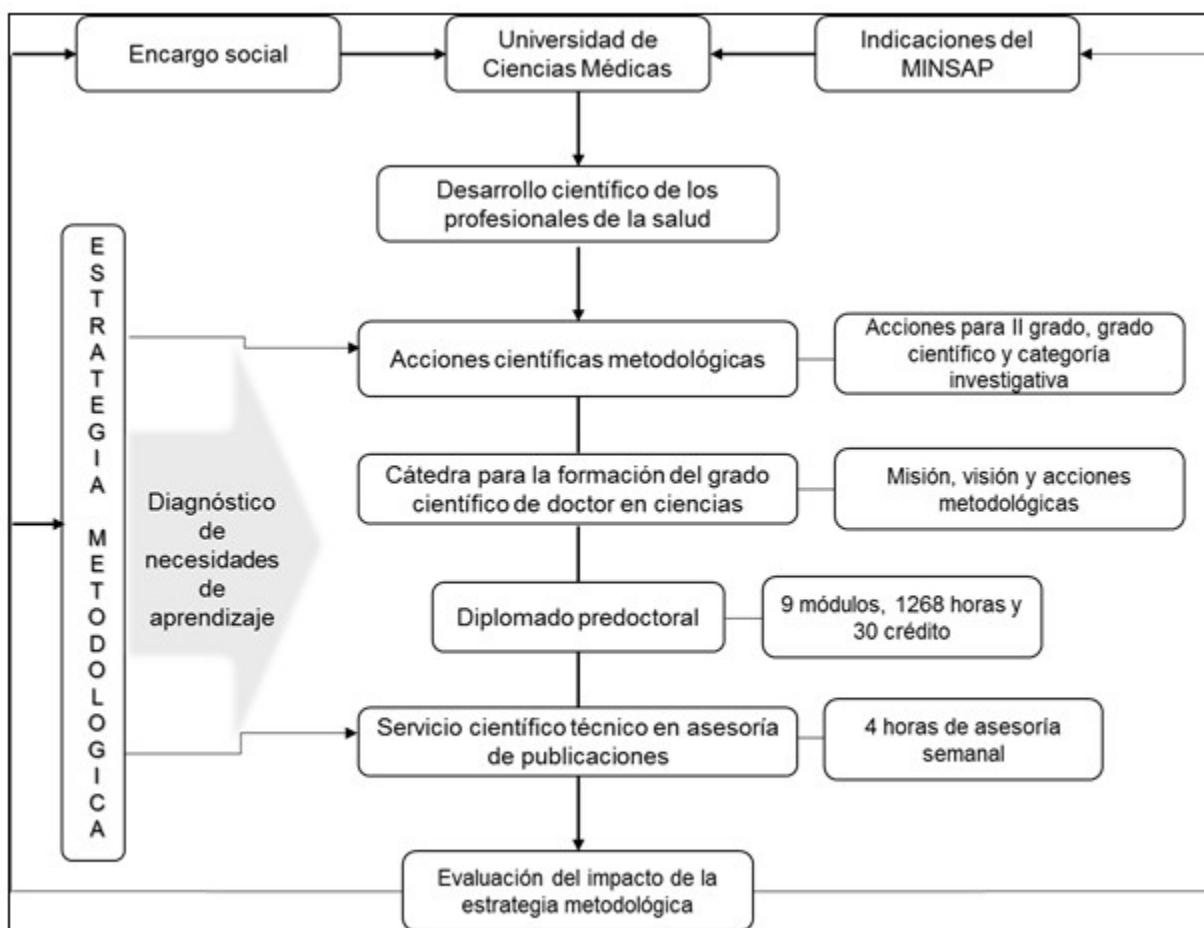 Encargo social
Universidad de
Ciencias Médicas
Indicaciones del
MINSAP
Desarrollo científico de los
profesionales de la salud
ESTRATEGIA METODOLOGICA
Diagnóstico
de
necesidades
de
aprendizaje
Acciones científicas metodológicas
Acciones para II grado, grado
científico y categoría
investigativa
Cátedra para la formación del grado
científico de doctor en ciencias
Misión, visión y acciones
metodológicas
Diplomado predoctoral
9 módulos, 1268 horas y
30 crédito
Servicio científico técnico en asesoría
de publicaciones
4 horas de asesoría
semanal
Evaluación del impacto de la
estrategia metodológica